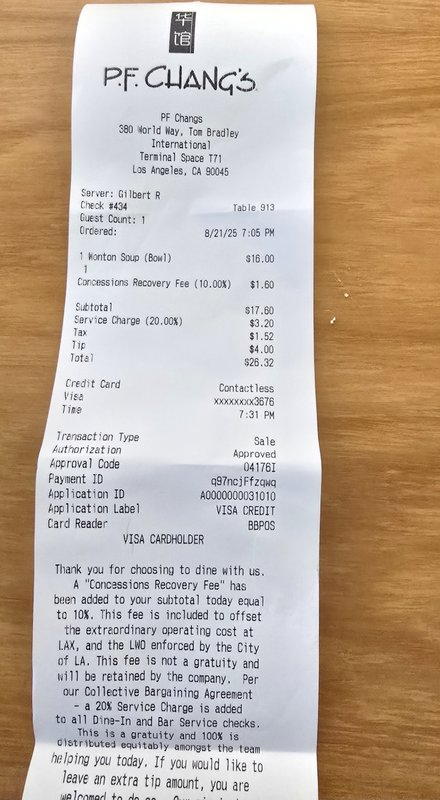 华
馆
P.F. CHANG'S
PF Changs
380 World Way, Tom Bradley
International
Terminal Space T71
Los Angeles, CA 90045
Server: Gilbert R
Check #434 Table 913
Guest Count: 1
Ordered: 8/21/25 7:05 PM
1 Wonton Soup (Bowl) $16.00
1
Concessions Recovery Fee (10.00%) $1.60
Subtotal $17.60
Service Charge (20.00%) $3.20
Tax $1.52
Tip $4.00
Total $26.32
Credit Card Contactless
Visa xxxxxxxx3676
Time 7:31 PM
Transaction Type Sale
Authorization Approved
Approval Code 04176I
Payment ID q97ncjFfzqwq
Application ID A0000000031010
Application Label VISA CREDIT
Card Reader BBPOS
VISA CARDHOLDER
Thank you for choosing to dine with us.
A "Concessions Recovery Fee" has
been added to your subtotal today equal
to 10%. This fee is included to offset
the extraordinary operating cost at
LAX, and the LWO enforced by the City
of LA. This fee is not a gratuity and
will be retained by the company. Per
our Collective Bargaining Agreement
- a 20% Service Charge is added
to all Dine-In and Bar Service checks.
This is a gratuity and 100% is
distributed equitably amongst the team
helping you today. If you would like to
leave an extra tip amount, you are
welcomed to do so.